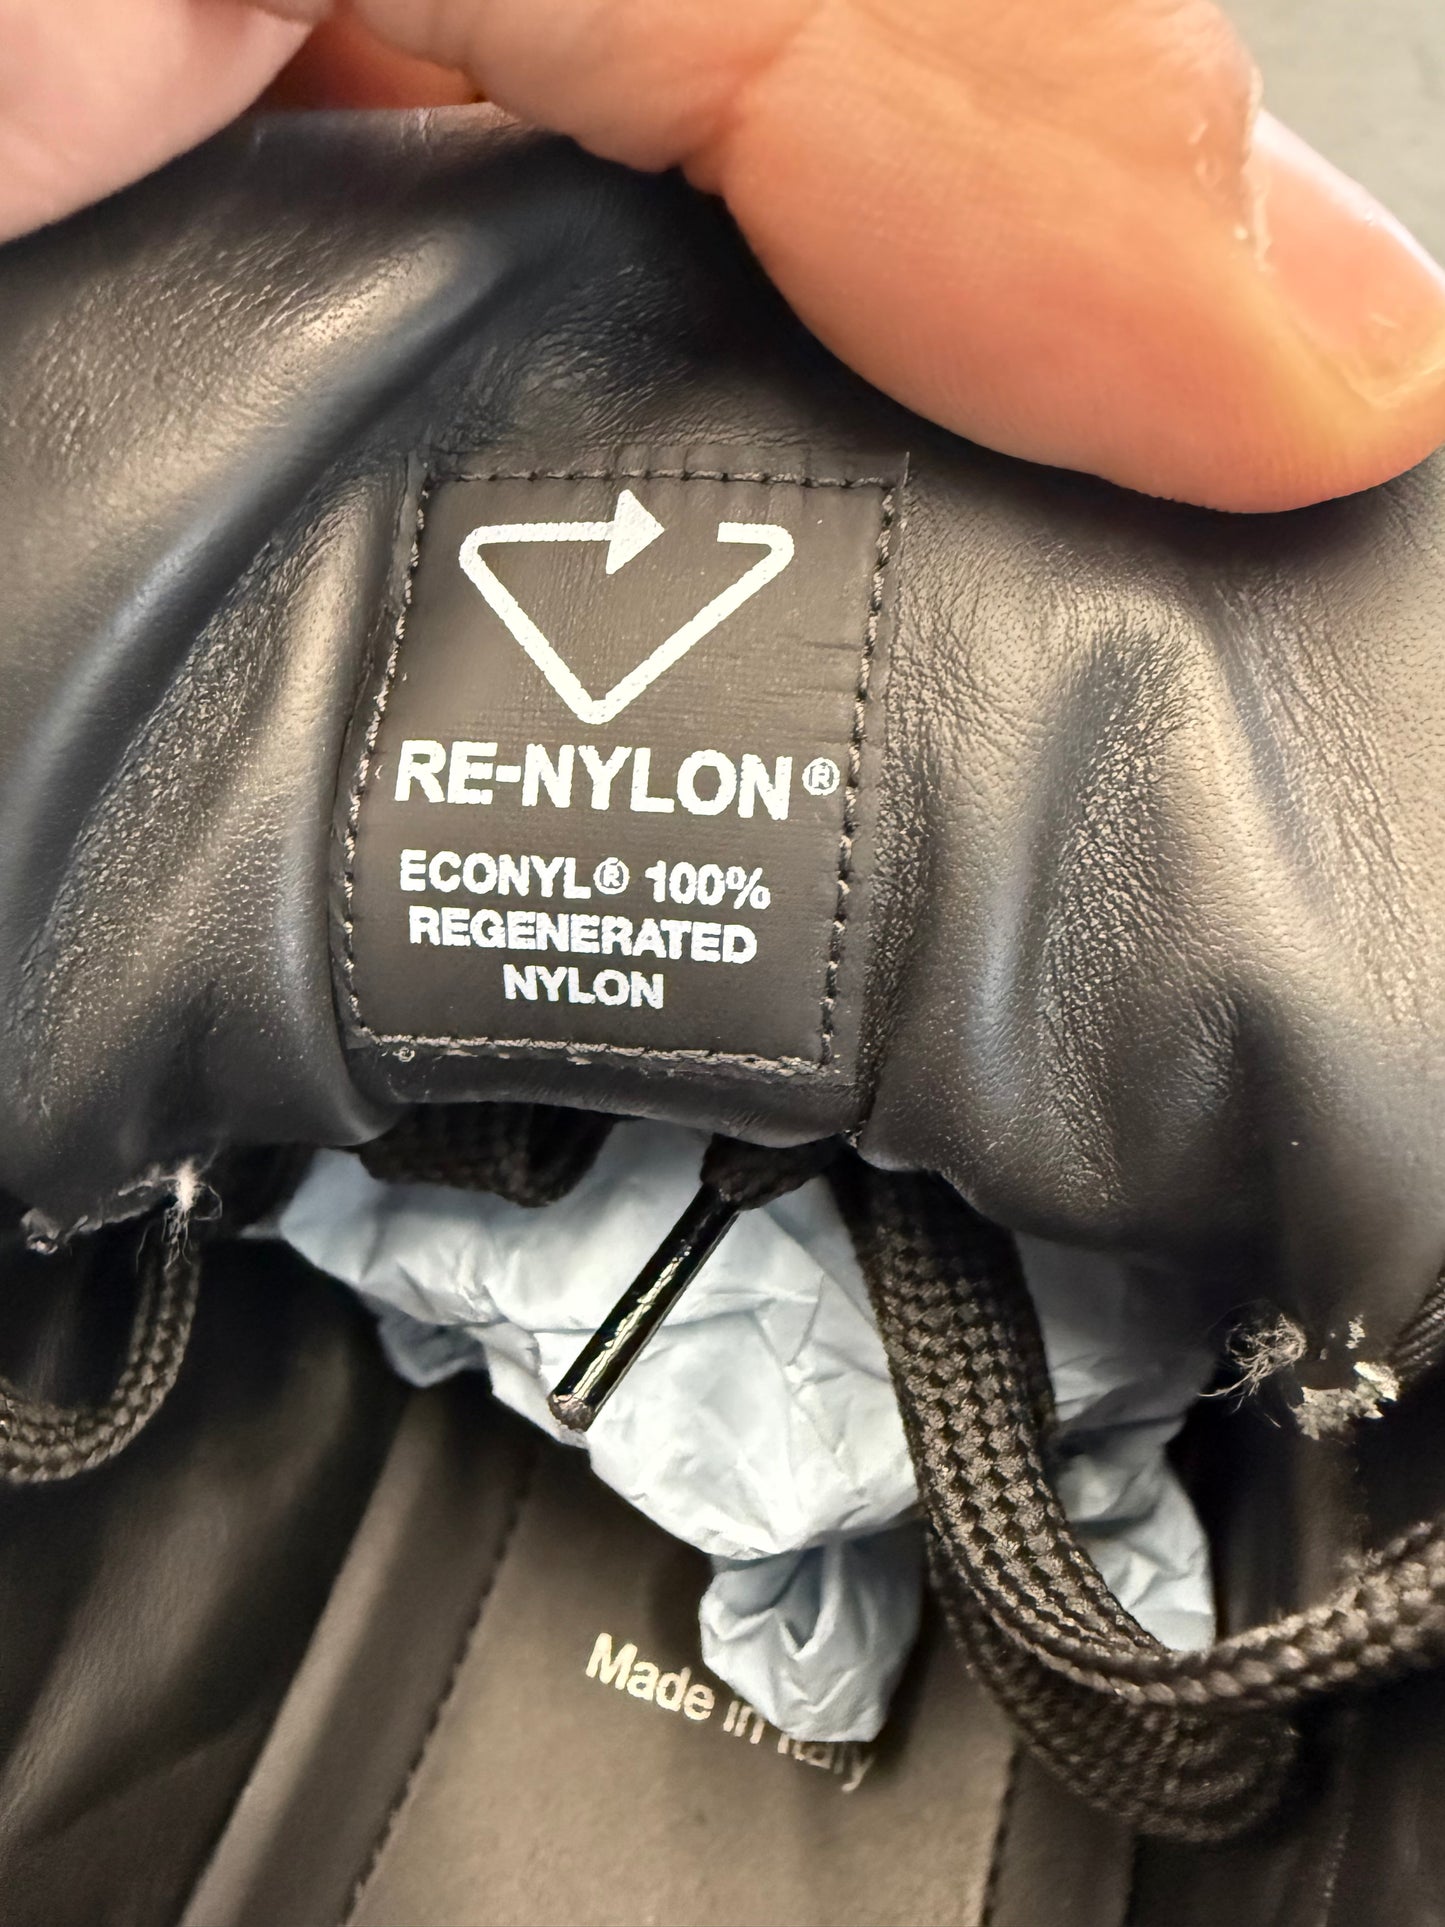 RE-NYLON®
ECONYL® 100%
REGENERATED
NYLON
Made in Italy